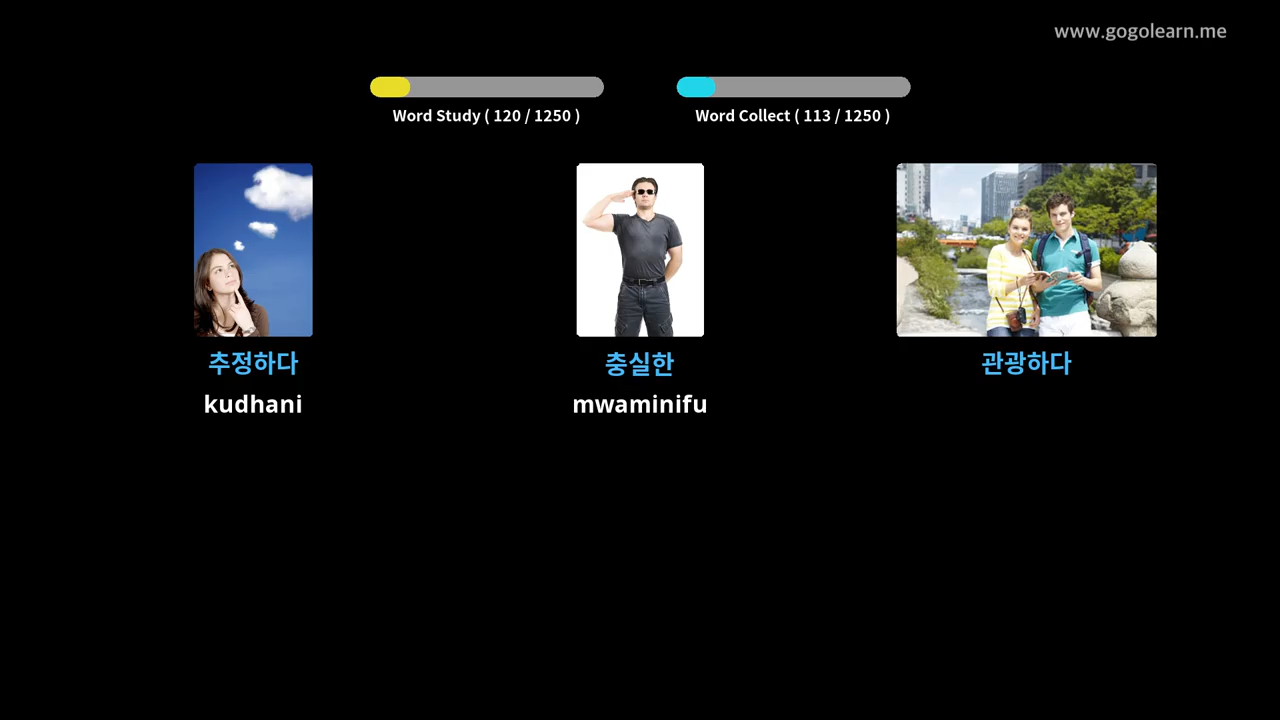 www.gogolearn.me
Word Study ( 120 / 1250 )
Word Collect ( 113 / 1250 )
추정하다
충실한
관광하다
kudhani
mwaminifu